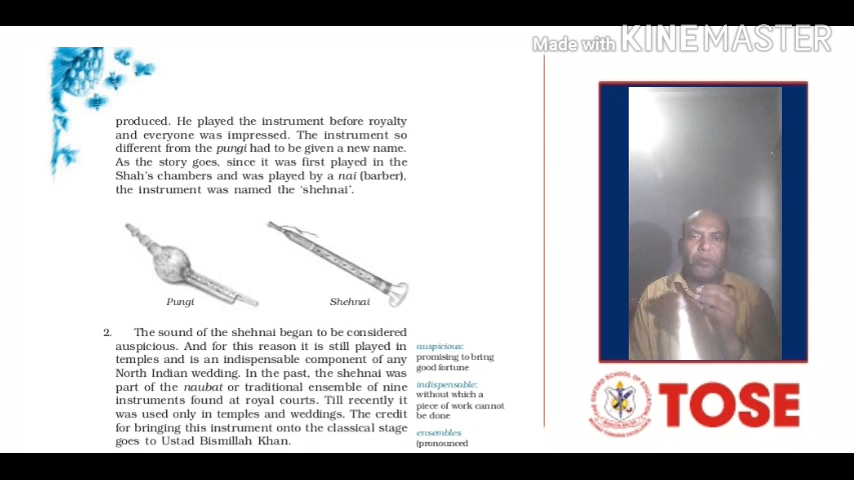 Made with KINEMASTER
produced. He played the instrument before royalty
and everyone was impressed. The instrument so
different from the pungi had to be given a new name.
As the story goes, since it was first played in the
Shah's chambers and was played by a nai (barber),
the instrument was named the 'shehnai'.
Pungi
Shehnai
2. The sound of the shehnai began to be considered
auspicious. And for this reason it is still played in
temples and is an indispensable component of any
North Indian wedding. In the past, the shehnai was
part of the naubat or traditional ensemble of nine
instruments found at royal courts. Till recently it
was used only in temples and weddings. The credit
for bringing this instrument onto the classical stage
goes to Ustad Bismillah Khan.
auspicious:
promising to bring
good fortune
indispensable:
without which a
piece of work cannot
be done
ensembles
(pronounced
TOSE